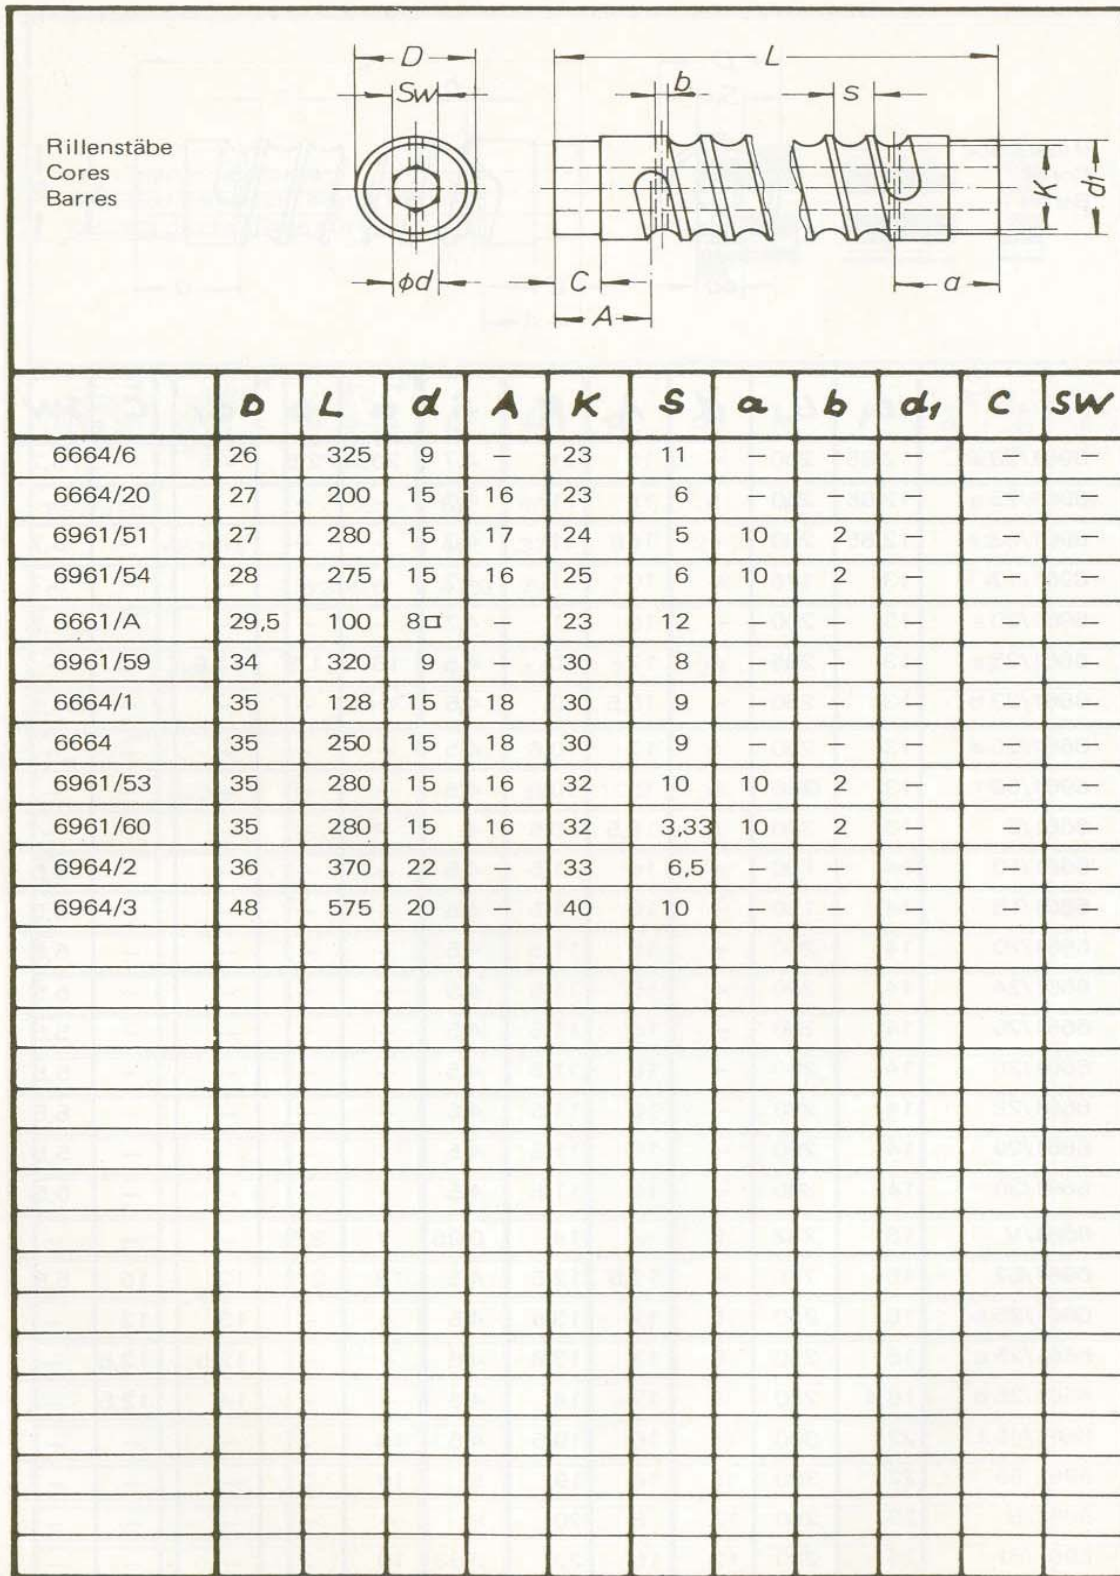 D
Sw
L
b
s
Rillenstäbe
Cores
Barres
K
d1
ϕd
C
A
a
D L d A K S a b d1 C SW
6664/6 26 325 9 — 23 11 — — — — —
6664/20 27 200 15 16 23 6 — — — — —
6961/51 27 280 15 17 24 5 10 2 — — —
6961/54 28 275 15 16 25 6 10 2 — — —
6661/A 29,5 100 8□ — 23 12 — — — — —
6961/59 34 320 9 — 30 8 — — — — —
6664/1 35 128 15 18 30 9 — — — — —
6664 35 250 15 18 30 9 — — — — —
6961/53 35 280 15 16 32 10 10 2 — — —
6961/60 35 280 15 16 32 3,33 10 2 — — —
6964/2 36 370 22 — 33 6,5 — — — — —
6964/3 48 575 20 — 40 10 — — — — —